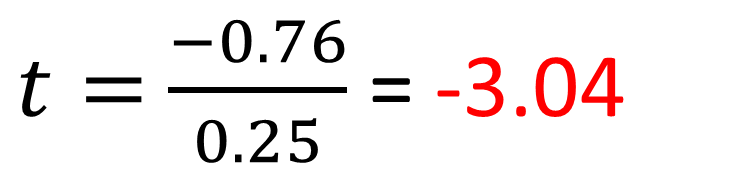 t = −0.76 / 0.25 = -3.04